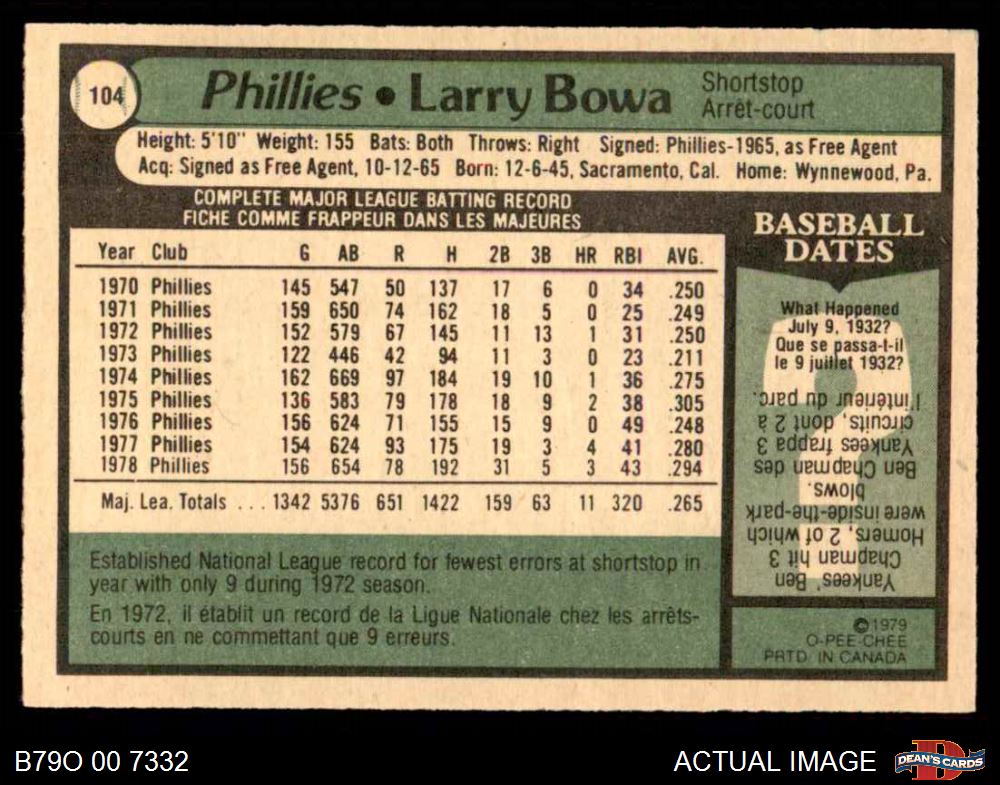 104
Phillies • Larry Bowa
Shortstop
Arrêt-court
Height: 5'10" Weight: 155 Bats: Both Throws: Right Signed: Phillies-1965, as Free Agent
Acq: Signed as Free Agent, 10-12-65 Born: 12-6-45, Sacramento, Cal. Home: Wynnewood, Pa.
COMPLETE MAJOR LEAGUE BATTING RECORD
FICHE COMME FRAPPEUR DANS LES MAJEURES
Year Club G AB R H 2B 3B HR RBI AVG.
1970 Phillies 145 547 50 137 17 6 0 34 .250
1971 Phillies 159 650 74 162 18 5 0 25 .249
1972 Phillies 152 579 67 145 11 13 1 31 .250
1973 Phillies 122 446 42 94 11 3 0 23 .211
1974 Phillies 162 669 97 184 19 10 1 36 .275
1975 Phillies 136 583 79 178 18 9 2 38 .305
1976 Phillies 156 624 71 155 15 9 0 49 .248
1977 Phillies 154 624 93 175 19 3 4 41 .280
1978 Phillies 156 654 78 192 31 5 3 43 .294
Maj. Lea. Totals ... 1342 5376 651 1422 159 63 11 320 .265
Established National League record for fewest errors at shortstop in
year with only 9 during 1972 season.
En 1972, il établit un record de la Ligue Nationale chez les arrêts-
courts en ne commettant que 9 erreurs.
BASEBALL
DATES
What Happened
July 9, 1932?
Que se passa-t-il
le 9 juillet 1932?
Yankees' Ben
Chapman hit 3
Homers, 2 of which
were inside-the-park
blows.
Ben Chapman des
Yankees frappa 3
circuits, dont 2 à
l'intérieur du parc.
©1979
O-PEE-CHEE
PRTD. IN CANADA
B79O 00 7332
ACTUAL IMAGE
DEAN'S CARDS